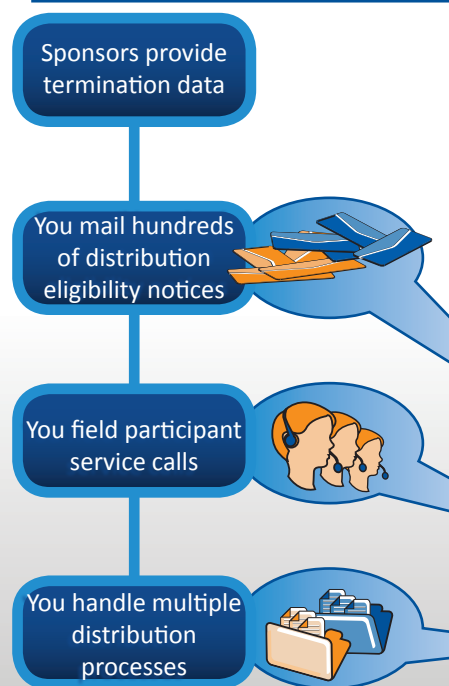 Sponsors provide
termination data
You mail hundreds
of distribution
eligibility notices
You field participant
service calls
You handle multiple
distribution
processes